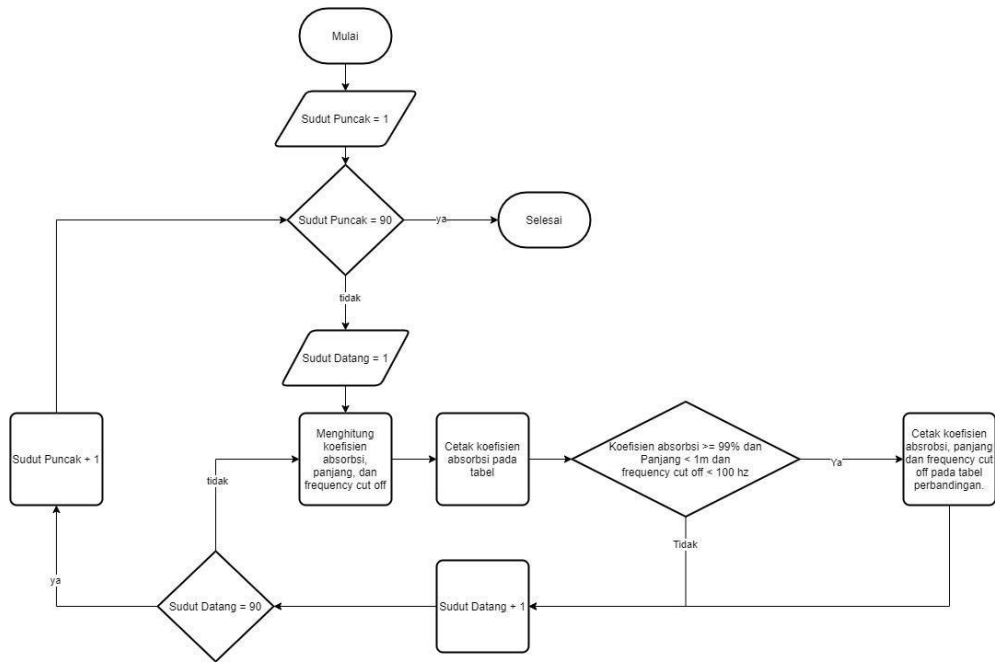 Mulai
Sudut Puncak = 1
Sudut Puncak = 90
ya
Selesai
tidak
Sudut Datang = 1
Sudut Puncak + 1
tidak
Menghitung
koefisien
absorbsi,
panjang, dan
frequency cut off
Cetak koefisien
absorbsi pada
tabel
Koefisien absorbsi >= 99% dan
Panjang < 1m dan
frequency cut off < 100 hz
Ya
Cetak koefisien
absrobsi, panjang
dan frequency cut
off pada tabel
perbandingan.
Tidak
ya
Sudut Datang = 90
Sudut Datang + 1